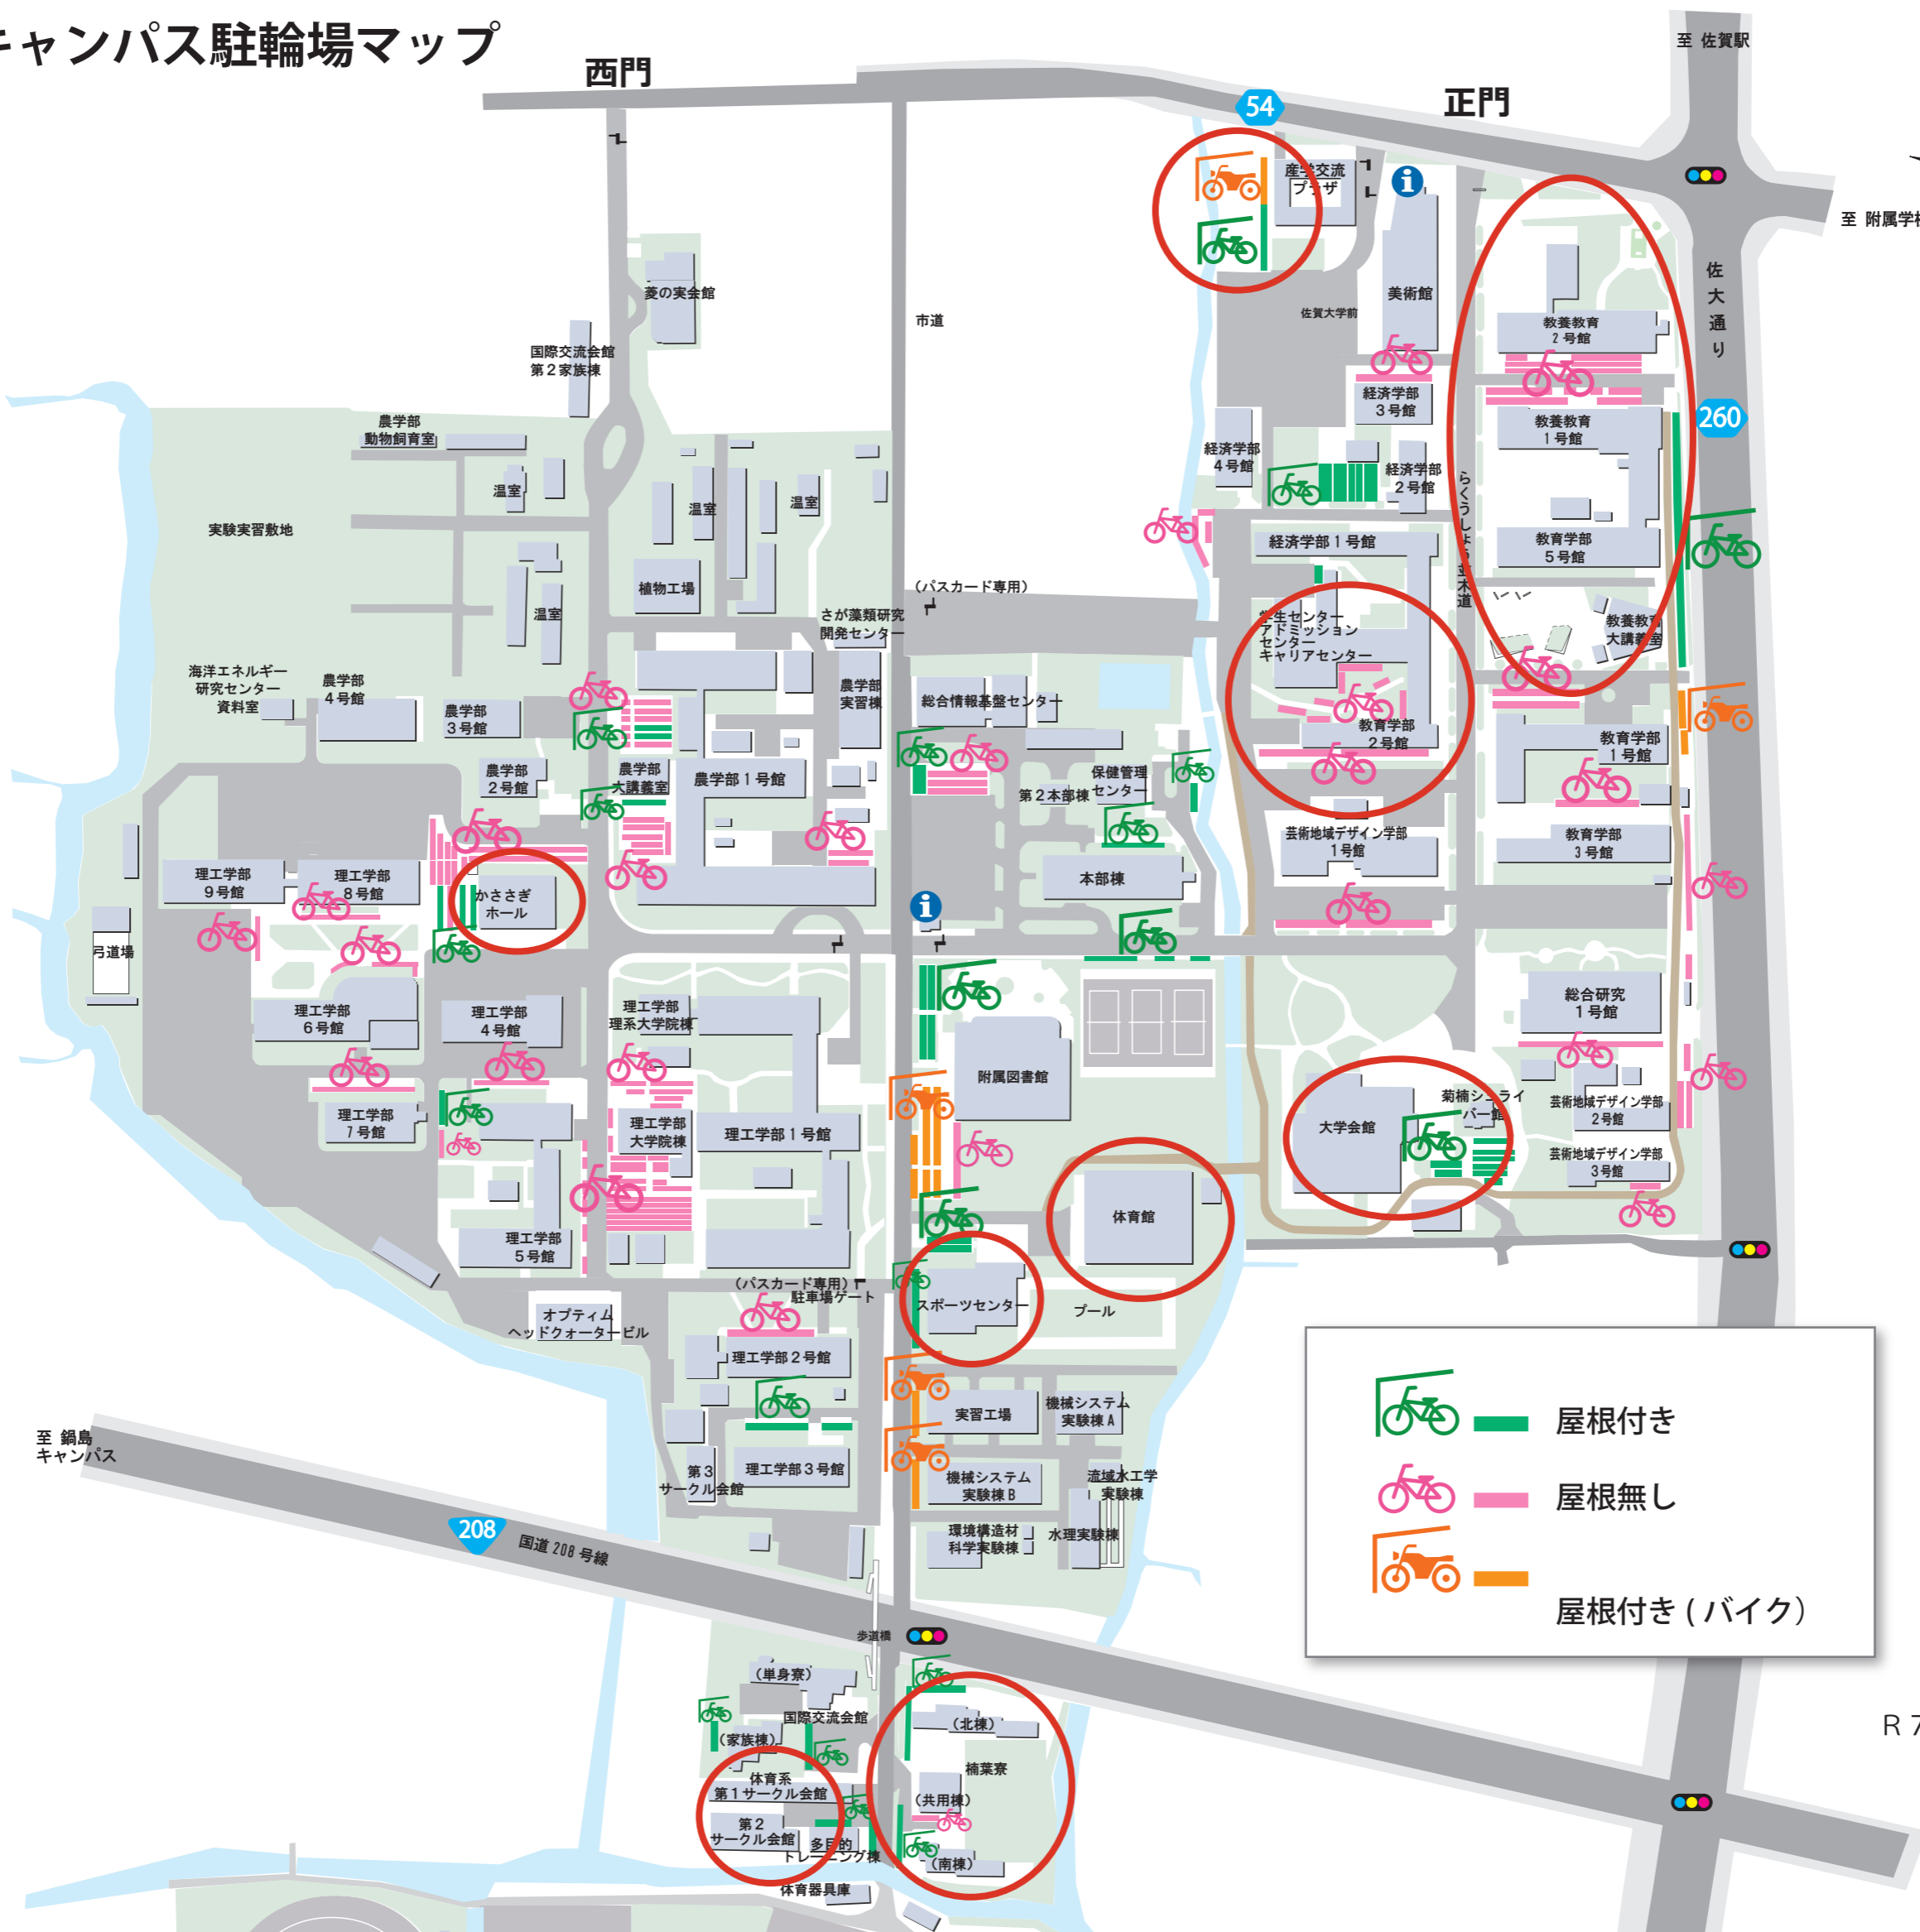 キャンパス駐輪場マップ
西門
正門
至 佐賀駅
54
産学交流
プラザ
至 附属学校
佐大通り
菱の実会館
市道
佐賀大学前
美術館
教養教育
2号館
国際交流会館
第2家族棟
経済学部
3号館
260
教養教育
1号館
農学部
動物飼育室
経済学部
4号館
経済学部
2号館
らくうしょう並木道
温室
温室
温室
実験実習敷地
経済学部1号館
教育学部
5号館
植物工場
(パスカード専用)
温室
さが藻類研究
開発センター
学生センター
アドミッション
センター
キャリアセンター
教養教育
大講義室
海洋エネルギー
研究センター
資料室
農学部
4号館
農学部
3号館
農学部
実習棟
総合情報基盤センター
教育学部
2号館
教育学部
1号館
農学部
2号館
農学部
大講義室
農学部1号館
第2本部棟
保健管理
センター
芸術地域デザイン学部
1号館
教育学部
3号館
理工学部
9号館
理工学部
8号館
かささぎ
ホール
本部棟
弓道場
理工学部
6号館
理工学部
4号館
理工学部
理系大学院棟
総合研究
1号館
附属図書館
理工学部
7号館
理工学部
大学院棟
理工学部1号館
大学会館
菊楠シュライ
バー館
芸術地域デザイン学部
2号館
芸術地域デザイン学部
3号館
体育館
理工学部
5号館
(パスカード専用)
駐車場ゲート
スポーツセンター
プール
オプティム
ヘッドクォータービル
理工学部2号館
実習工場
機械システム
実験棟A
屋根付き
屋根無し
屋根付き(バイク)
至 鍋島
キャンパス
第3
サークル会館
理工学部3号館
機械システム
実験棟B
流域水工学
実験棟
208
国道208号線
環境構造材
科学実験棟
水理実験棟
歩道橋
(単身寮)
国際交流会館
(家族棟)
(北棟)
R 7
楠葉寮
体育系
第1サークル会館
(共用棟)
第2
サークル会館
多目的
トレーニング棟
(南棟)
体育器具庫